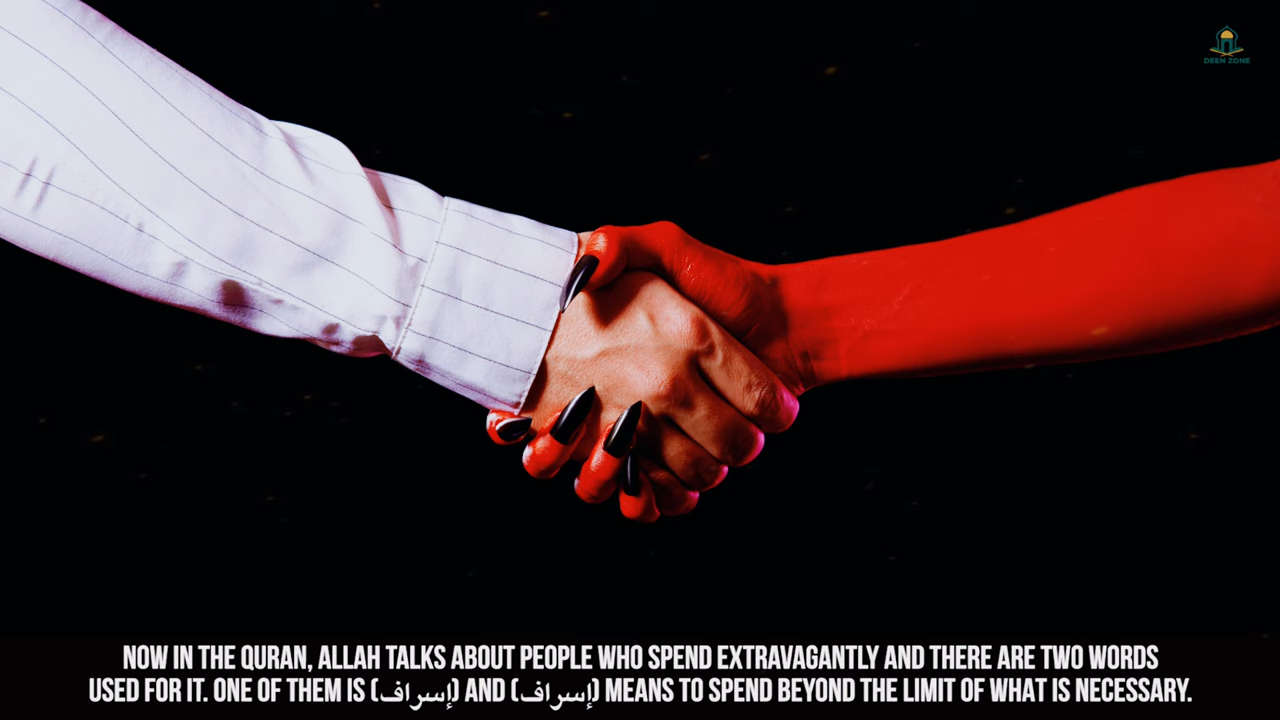 DEEN ZONE
NOW IN THE QURAN, ALLAH TALKS ABOUT PEOPLE WHO SPEND EXTRAVAGANTLY AND THERE ARE TWO WORDS
USED FOR IT. ONE OF THEM IS (إسراف) AND (إسراف) MEANS TO SPEND BEYOND THE LIMIT OF WHAT IS NECESSARY.